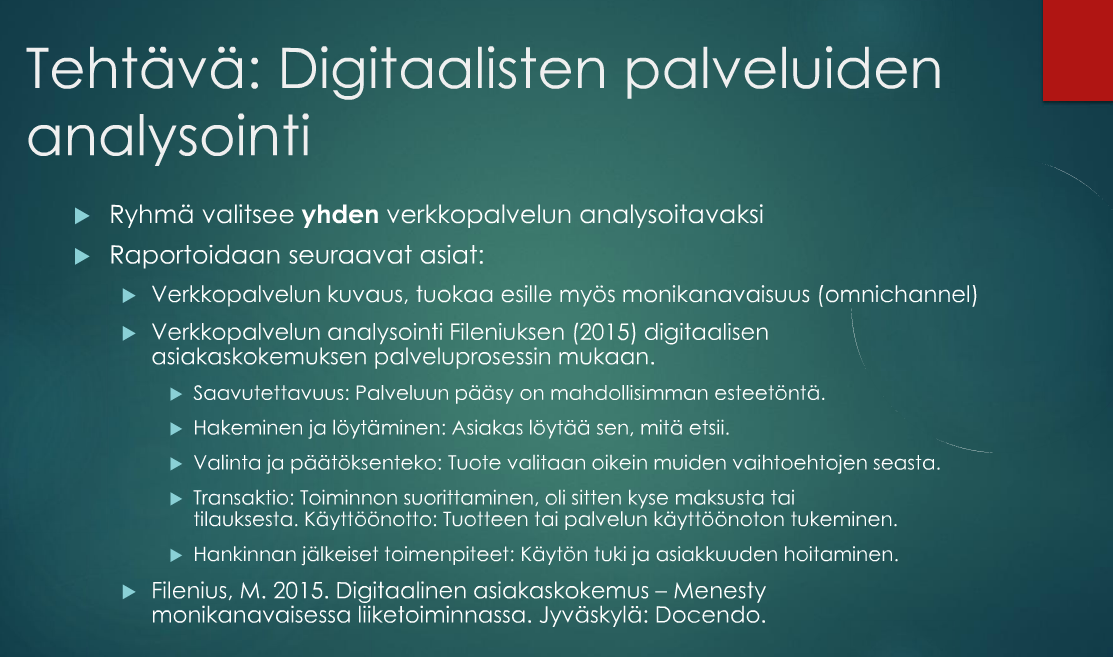 Tehtävä: Digitaalisten palveluiden
analysointi
Ryhmä valitsee yhden verkkopalvelun analysoitavaksi
Raportoidaan seuraavat asiat:
Verkkopalvelun kuvaus, tuokaa esille myös monikanavaisuus (omnichannel)
Verkkopalvelun analysointi Fileniuksen (2015) digitaalisen
asiakaskokemuksen palveluprosessin mukaan.
Saavutettavuus: Palveluun pääsy on mahdollisimman esteetöntä.
Hakeminen ja löytäminen: Asiakas löytää sen, mitä etsii.
Valinta ja päätöksenteko: Tuote valitaan oikein muiden vaihtoehtojen seasta.
Transaktio: Toiminnon suorittaminen, oli sitten kyse maksusta tai
tilauksesta. Käyttöönotto: Tuotteen tai palvelun käyttöönoton tukeminen.
Hankinnan jälkeiset toimenpiteet: Käytön tuki ja asiakkuuden hoitaminen.
Filenius, M. 2015. Digitaalinen asiakaskokemus – Menesty
monikanavaisessa liiketoiminnassa. Jyväskylä: Docendo.